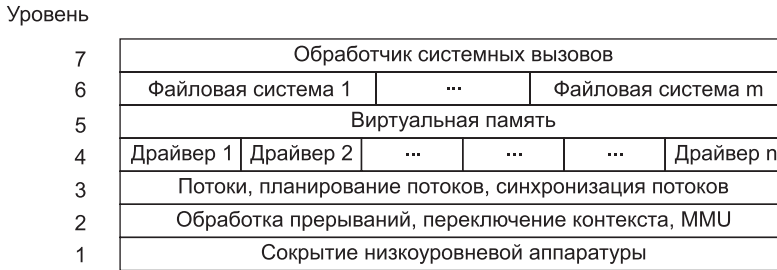 Уровень
7 Обработчик системных вызовов
6 Файловая система 1 ... Файловая система m
5 Виртуальная память
4 Драйвер 1 Драйвер 2 ... ... ... Драйвер n
3 Потоки, планирование потоков, синхронизация потоков
2 Обработка прерываний, переключение контекста, MMU
1 Сокрытие низкоуровневой аппаратуры